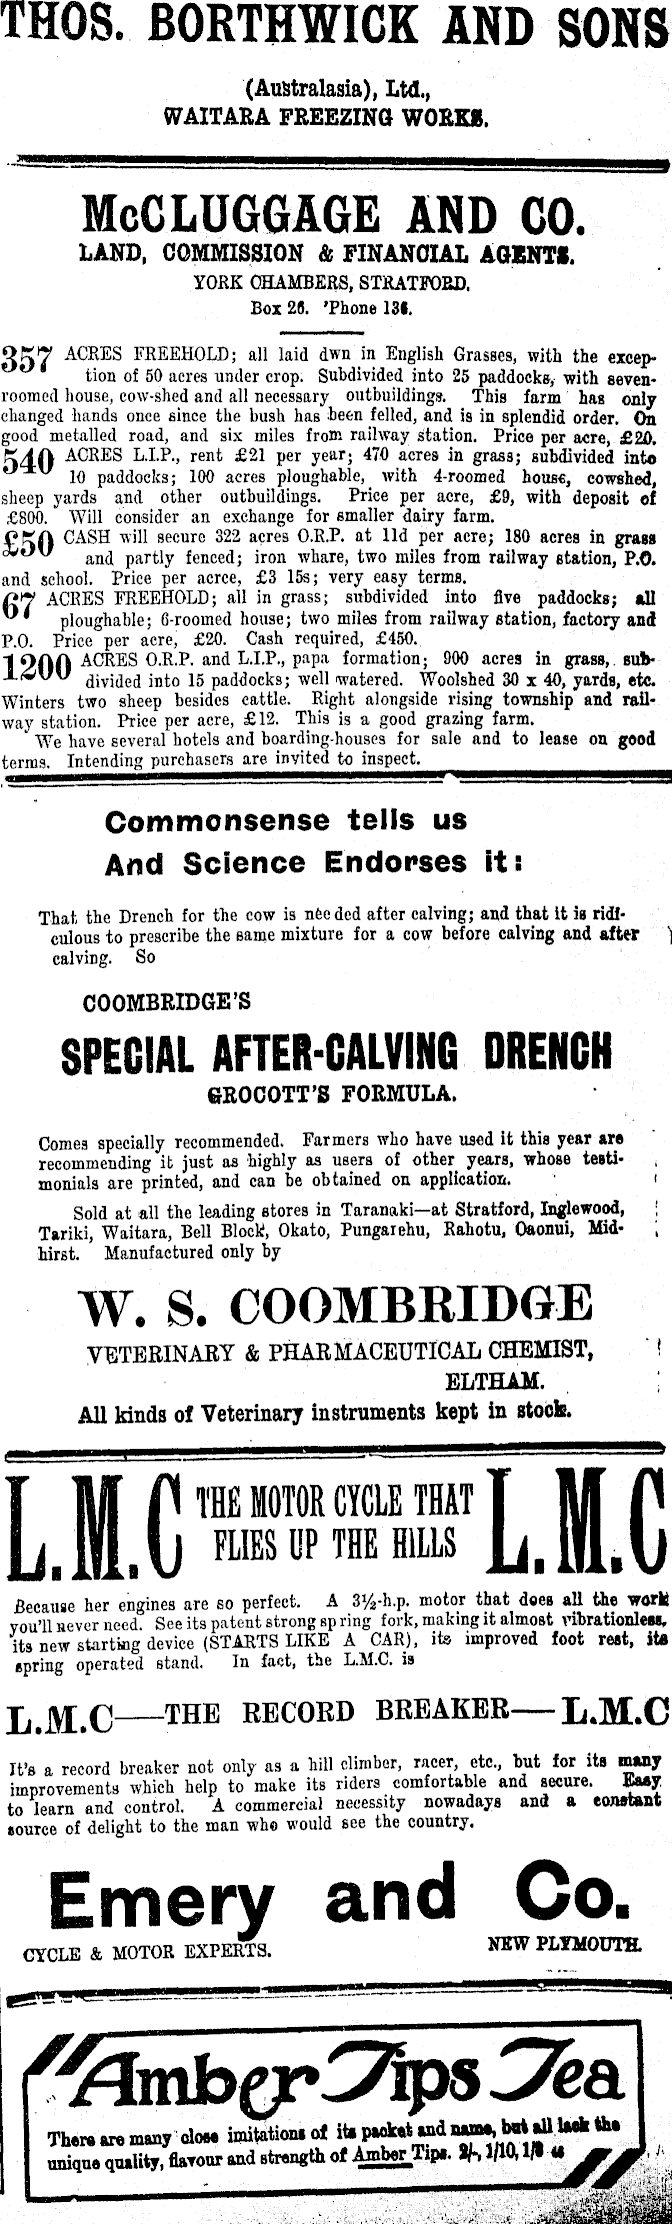 THOS. BORTHWICK AND SONS
(Australasia), Ltd.,
WAITARA FREEZING WORKS.
McCLUGGAGE AND CO.
LAND, COMMISSION & FINANCIAL AGENTS.
YORK CHAMBERS, STRATFORD.
Box 26. 'Phone 136.
357 ACRES FREEHOLD; all laid dwn in English Grasses, with the excep-
tion of 50 acres under crop. Subdivided into 25 paddocks, with seven-
roomed house, cow-shed and all necessary outbuildings. This farm has only
changed hands once since the bush has been felled, and is in splendid order. On
good metalled road, and six miles from railway station. Price per acre, £20.
540 ACRES L.I.P., rent £21 per year; 470 acres in grass; subdivided into
10 paddocks; 100 acres ploughable, with 4-roomed house, cowshed,
sheep yards and other outbuildings. Price per acre, £9, with deposit of
£800. Will consider an exchange for smaller dairy farm.
£50 CASH will secure 322 acres O.R.P. at 11d per acre; 180 acres in grass
and partly fenced; iron whare, two miles from railway station, P.O.
and school. Price per acrce, £3 15s; very easy terms.
67 ACRES FREEHOLD; all in grass; subdivided into five paddocks; all
ploughable; 6-roomed house; two miles from railway station, factory and
P.O. Price per acre, £20. Cash required, £450.
1200 ACRES O.R.P. and L.I.P., papa formation; 900 acres in grass, sub-
divided into 15 paddocks; well watered. Woolshed 30 x 40, yards, etc.
Winters two sheep besides cattle. Right alongside rising township and rail-
way station. Price per acre, £12. This is a good grazing farm.
We have several hotels and boarding-houses for sale and to lease on good
terms. Intending purchasers are invited to inspect.
Commonsense tells us
And Science Endorses it:
That the Drench for the cow is needed after calving; and that it is ridi-
culous to prescribe the same mixture for a cow before calving and after
calving. So
COOMBRIDGE'S
SPECIAL AFTER-CALVING DRENCH
GROCOTT'S FORMULA.
Comes specially recommended. Farmers who have used it this year are
recommending it just as highly as users of other years, whose testi-
monials are printed, and can be obtained on application.
Sold at all the leading stores in Taranaki—at Stratford, Inglewood,
Tariki, Waitara, Bell Block, Okato, Pungarehu, Rahotu, Oaonui, Mid-
hirst. Manufactured only by
W. S. COOMBRIDGE
VETERINARY & PHARMACEUTICAL CHEMIST,
ELTHAM.
All kinds of Veterinary instruments kept in stock.
L.M.C THE MOTOR CYCLE THAT L.M.C
FLIES UP THE HILLS
Because her engines are so perfect. A 3½-h.p. motor that does all the work
you'll never need. See its patent strong spring fork, making it almost vibrationless,
its new starting device (STARTS LIKE A CAR), its improved foot rest, its
spring operated stand. In fact, the L.M.C. is
L.M.C—THE RECORD BREAKER—L.M.C
It's a record breaker not only as a hill climber, racer, etc., but for its many
improvements which help to make its riders comfortable and secure. Easy
to learn and control. A commercial necessity nowadays and a constant
source of delight to the man who would see the country.
Emery and Co.
CYCLE & MOTOR EXPERTS. NEW PLYMOUTH.
"Amber Tips Tea
There are many close imitations of its packet and name, but all lack the
unique quality, flavour and strength of Amber Tips. 2/-, 1/10, 1/8 "